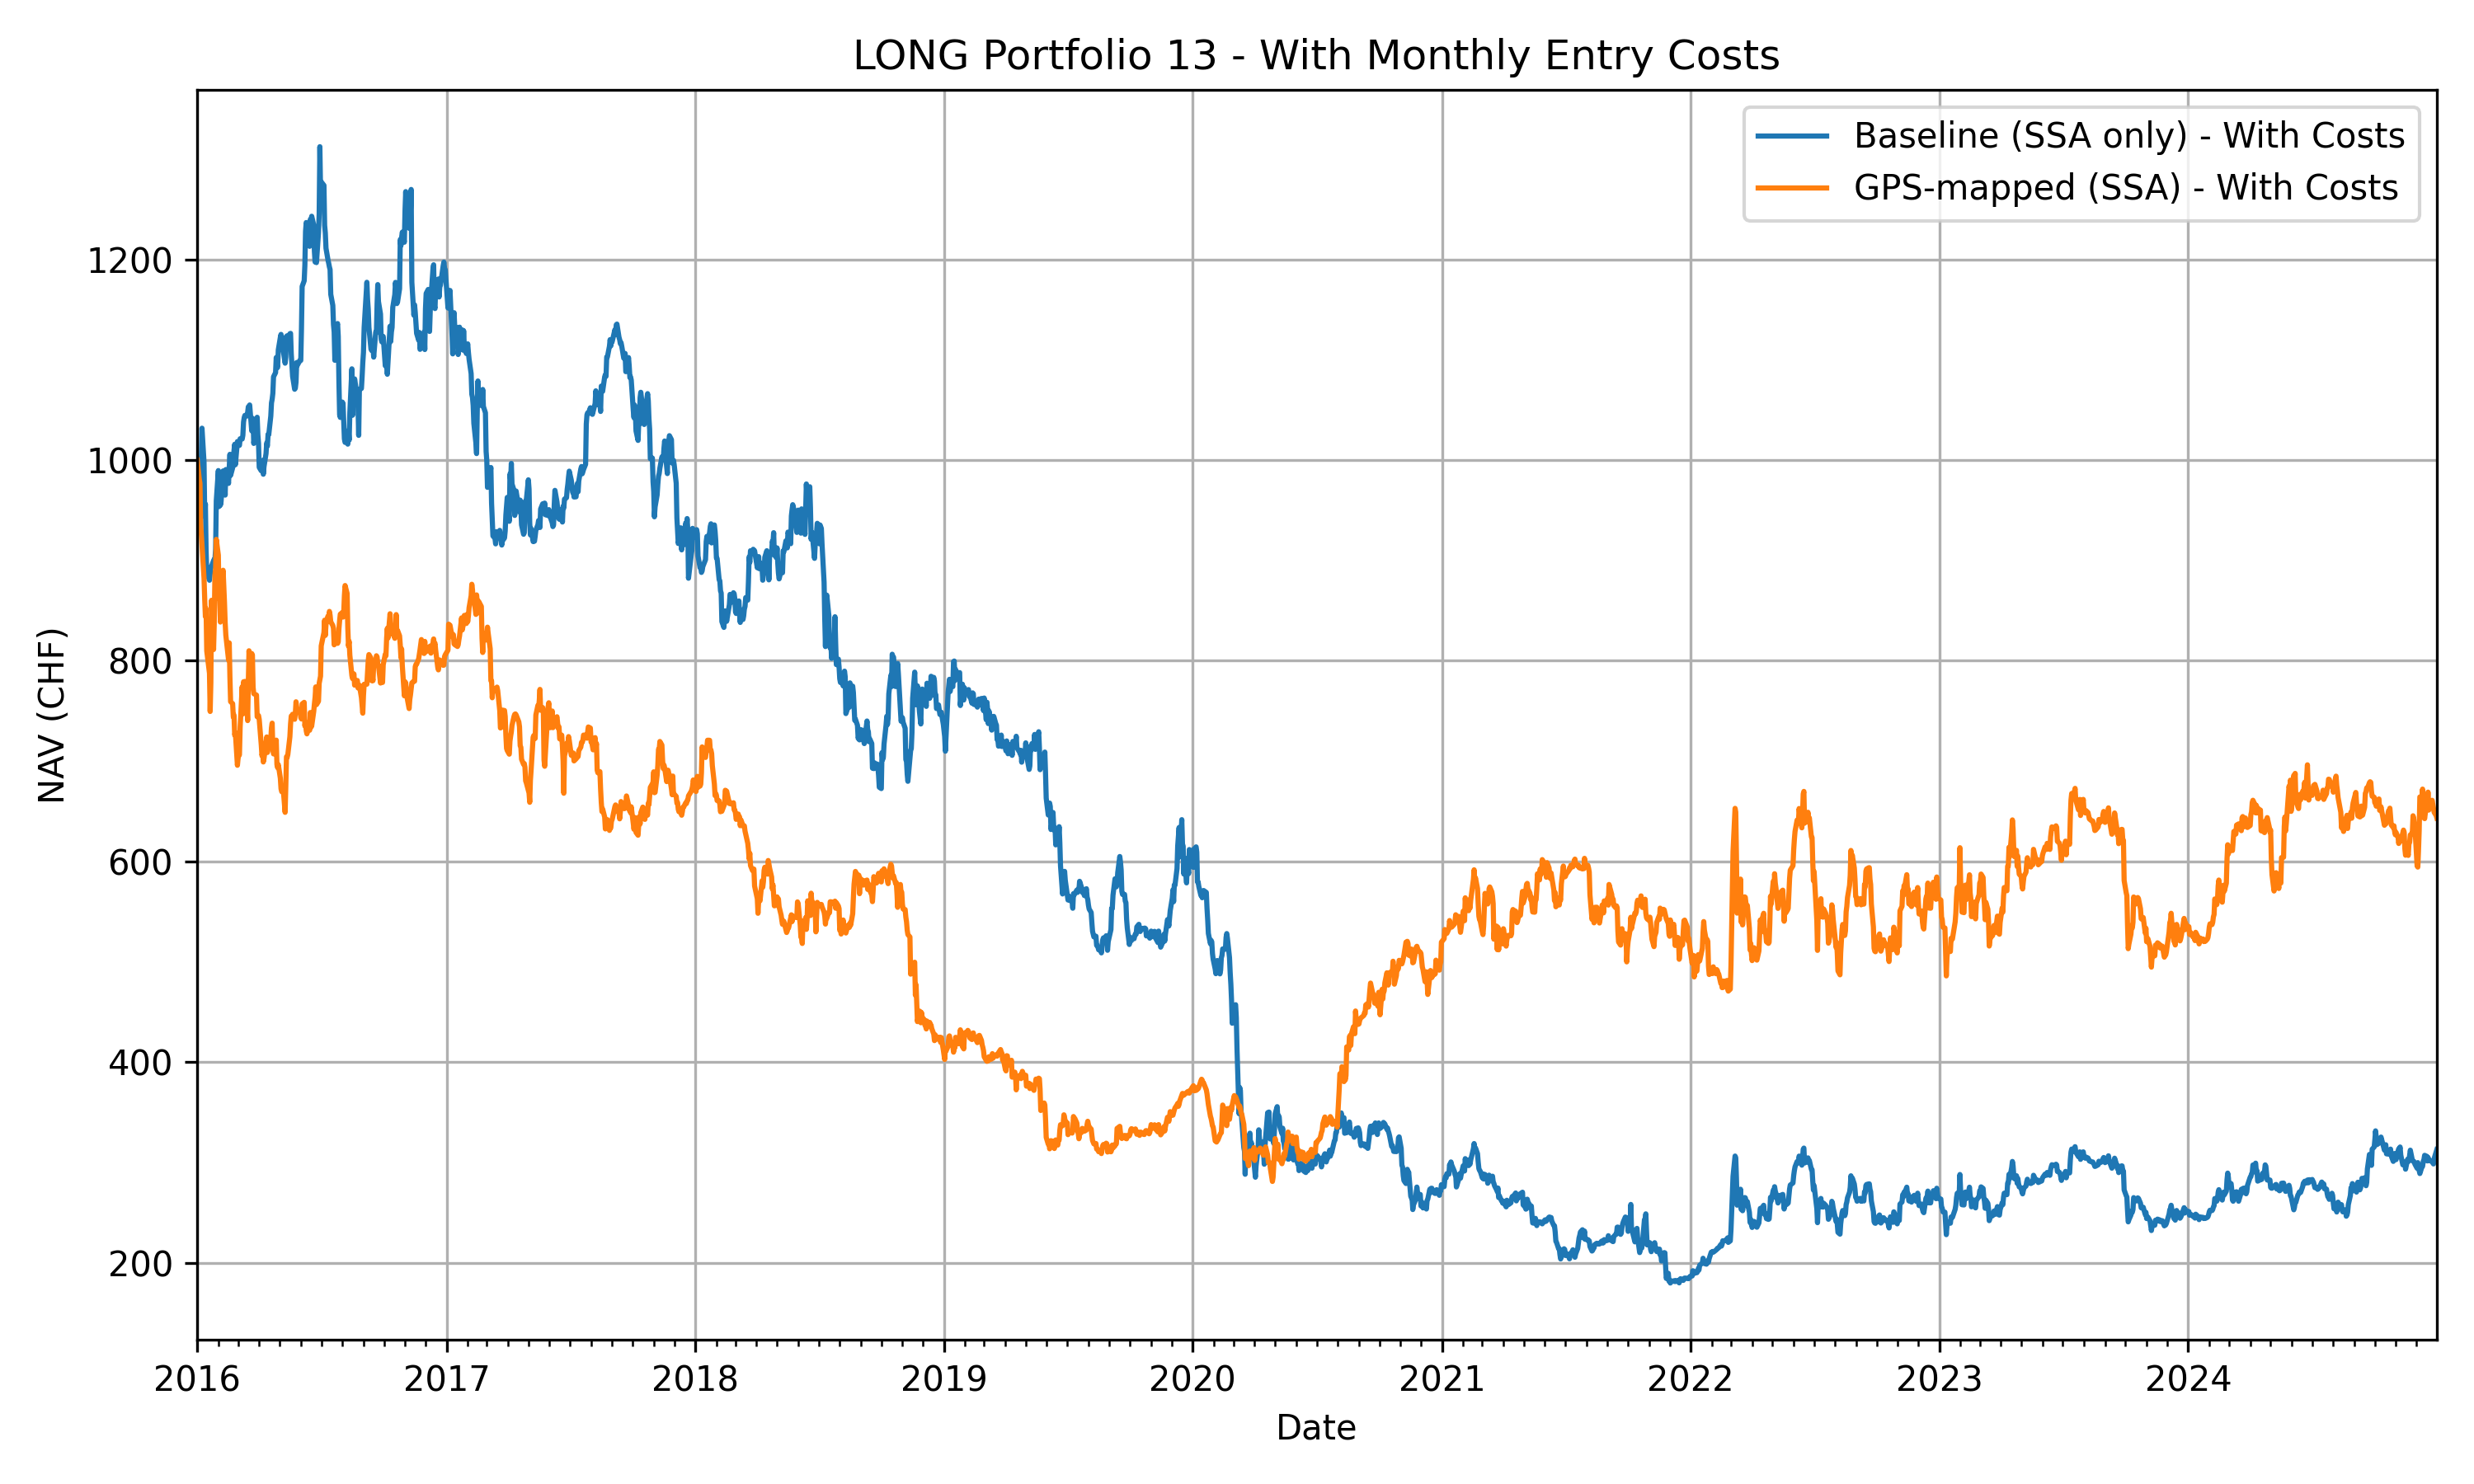 LONG Portfolio 13 - With Monthly Entry Costs
Baseline (SSA only) - With Costs
GPS-mapped (SSA) - With Costs
NAV (CHF)
1200
1000
800
600
400
200
2016 2017 2018 2019 2020 2021 2022 2023 2024
Date